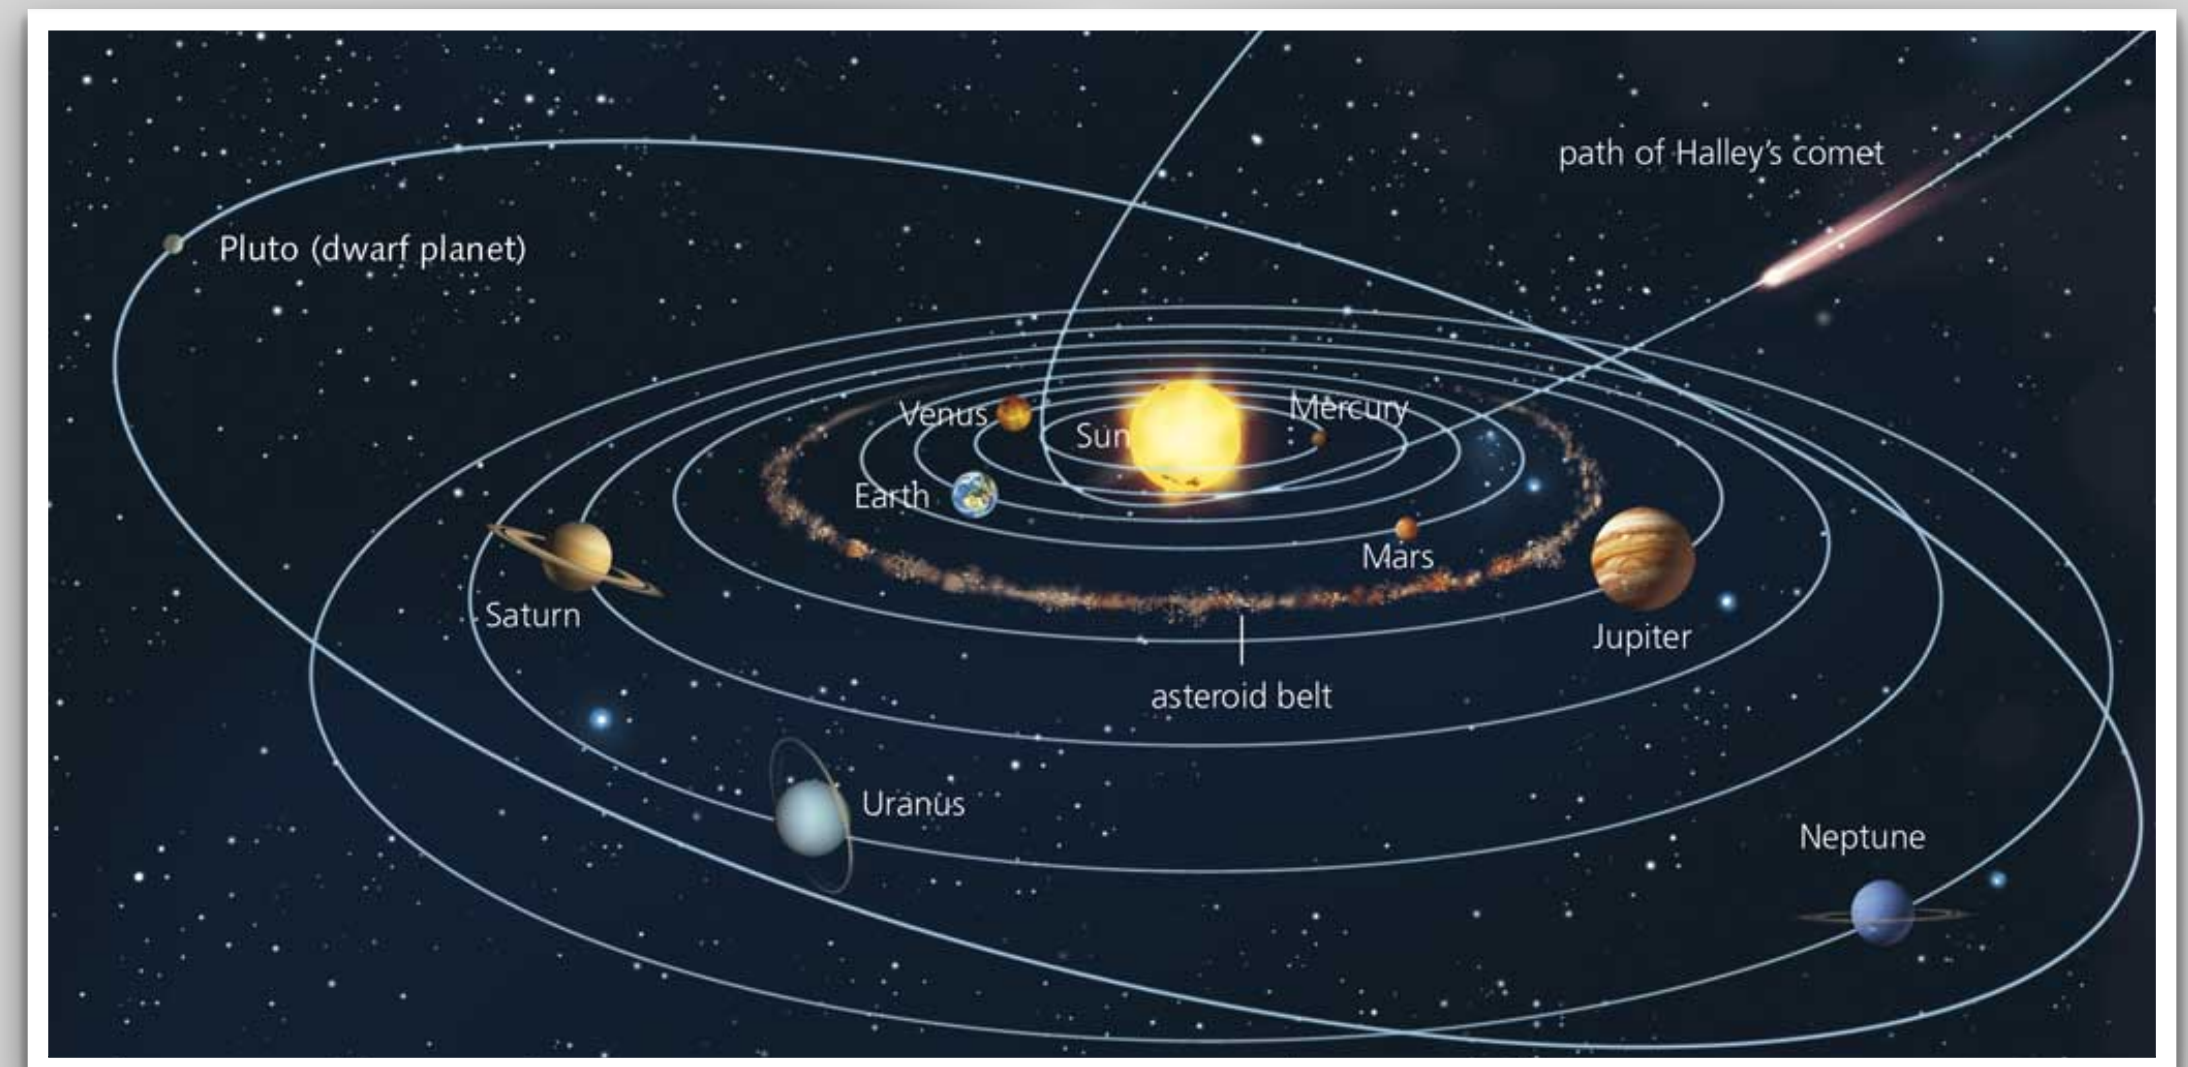 path of Halley's comet
Pluto (dwarf planet)
Venus
Mercury
Sun
Earth
Mars
Saturn
Jupiter
asteroid belt
Uranus
Neptune